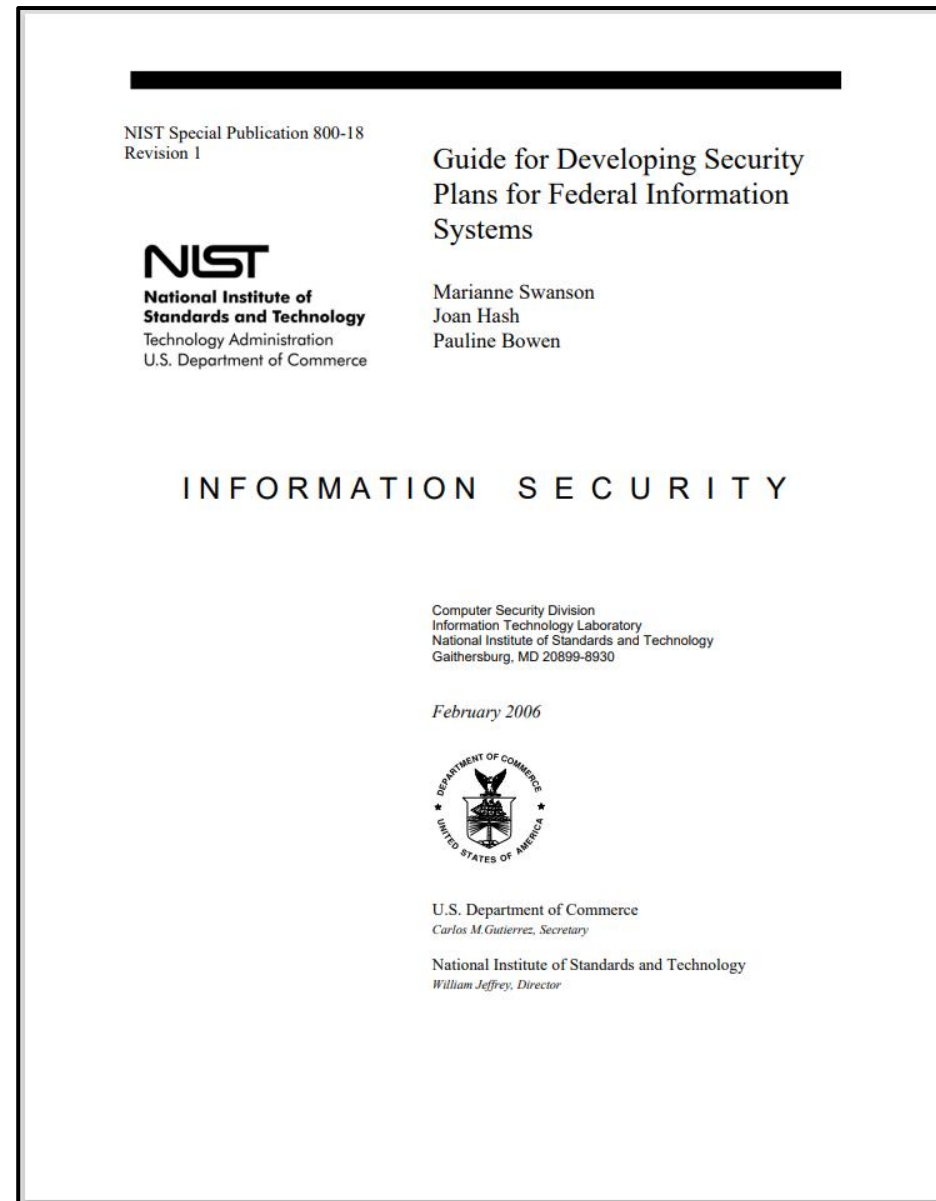 NIST Special Publication 800-18
Revision 1
Guide for Developing Security
Plans for Federal Information
Systems
NIST
National Institute of
Standards and Technology
Technology Administration
U.S. Department of Commerce
Marianne Swanson
Joan Hash
Pauline Bowen
INFORMATION SECURITY
Computer Security Division
Information Technology Laboratory
National Institute of Standards and Technology
Gaithersburg, MD 20899-8930
February 2006
DEPARTMENT OF COMMERCE
UNITED STATES OF AMERICA
U.S. Department of Commerce
Carlos M.Gutierrez, Secretary
National Institute of Standards and Technology
William Jeffrey, Director